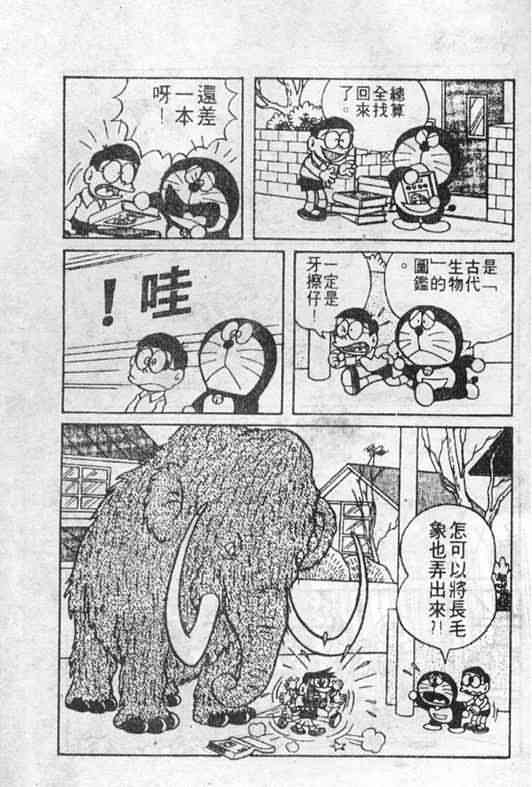 總算
全找
回來
了。
還差
一本
呀！
是「
古代
生物
」的
圖鑑
。
一定是
牙擦仔！
哇！
怎可以將長毛
象也弄出來?!